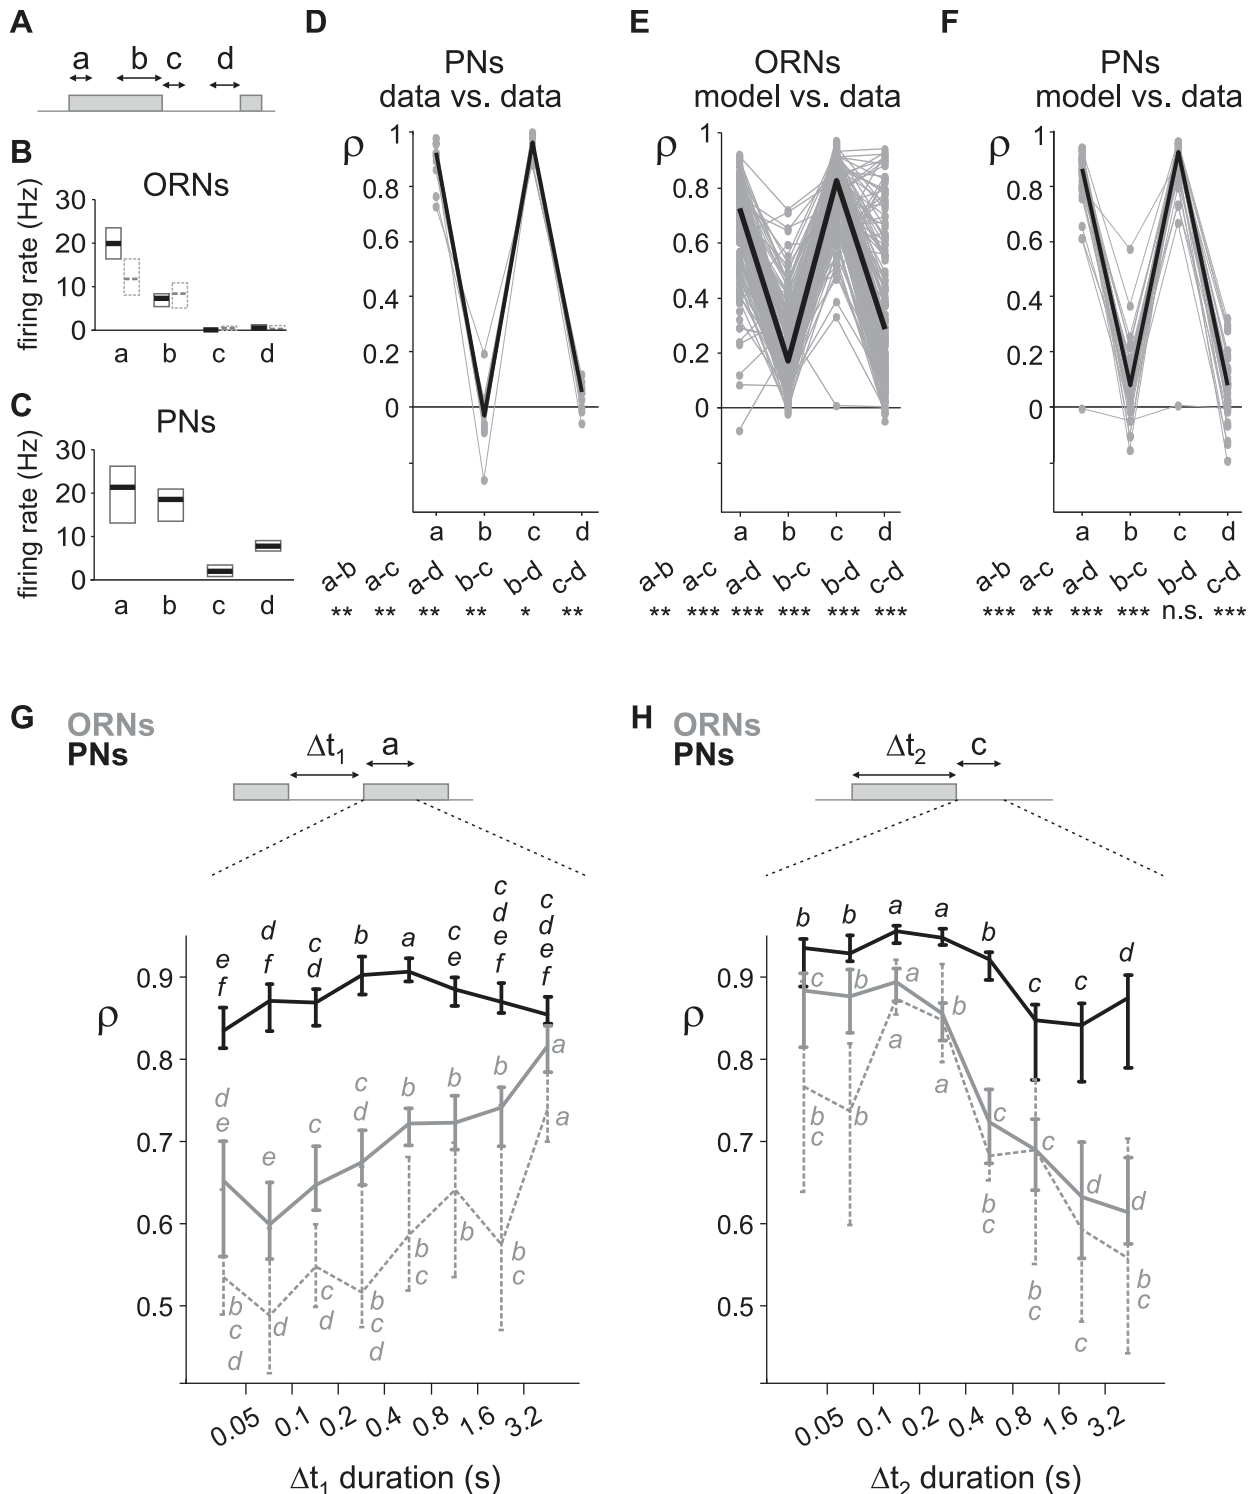 A
a b c d
B
ORNs
firing rate (Hz)
30
20
10
0
a b c d
C
PNs
firing rate (Hz)
30
20
10
0
a b c d
D
PNs
data vs. data
ρ
1
0.8
0.6
0.4
0.2
0
a b c d
a-b a-c a-d b-c b-d c-d
** ** ** ** * **
E
ORNs
model vs. data
ρ
1
0.8
0.6
0.4
0.2
0
a b c d
a-b a-c a-d b-c b-d c-d
** *** *** *** *** ***
F
PNs
model vs. data
ρ
1
0.8
0.6
0.4
0.2
0
a b c d
a-b a-c a-d b-c b-d c-d
*** ** *** *** n.s. ***
G
ORNs
PNs
Δt1 a
ρ
0.9
0.8
0.7
0.6
0.5
e f
d f
c d
b
a
c e
c d e f
c d e f
d e
e
c
c d
b
b
b
a
b c d
d
c d
b c d
b c
b
b c
a
0.05 0.1 0.2 0.4 0.8 1.6 3.2
Δt1 duration (s)
H
ORNs
PNs
Δt2 c
ρ
0.9
0.8
0.7
0.6
0.5
b
b
a
a
b
c
c
d
c
b
a
b
c
c
d
d
b c
b
a
a
b c
b c
c
b c
0.05 0.1 0.2 0.4 0.8 1.6 3.2
Δt2 duration (s)